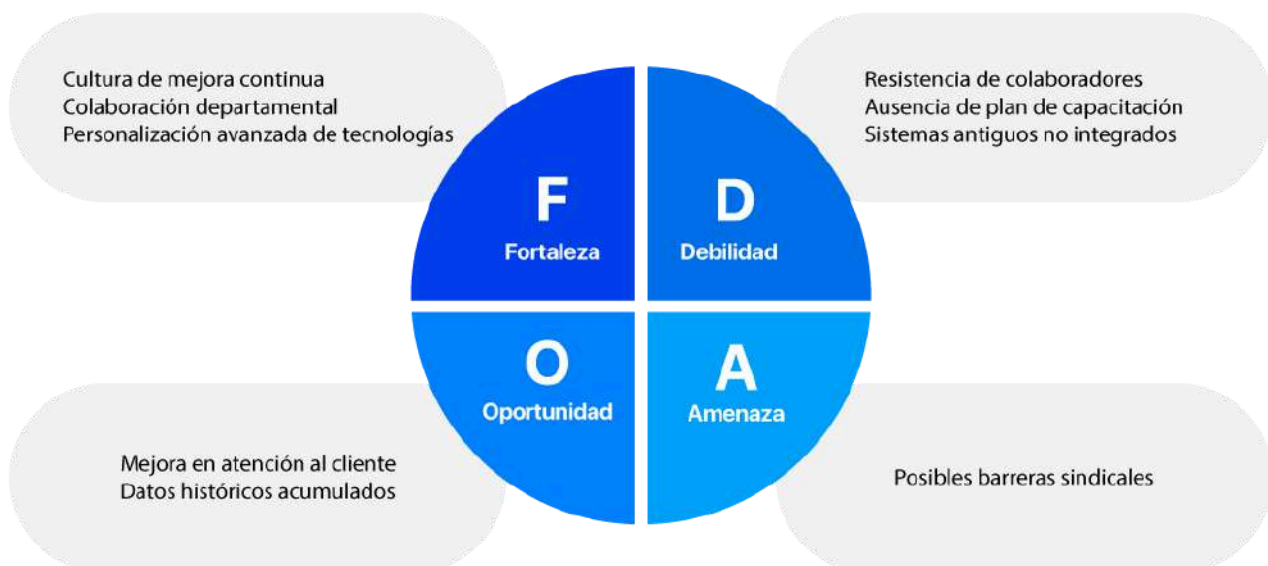 Cultura de mejora continua
Colaboración departamental
Personalización avanzada de tecnologías
Resistencia de colaboradores
Ausencia de plan de capacitación
Sistemas antiguos no integrados
F
Fortaleza
D
Debilidad
O
Oportunidad
A
Amenaza
Mejora en atención al cliente
Datos históricos acumulados
Posibles barreras sindicales